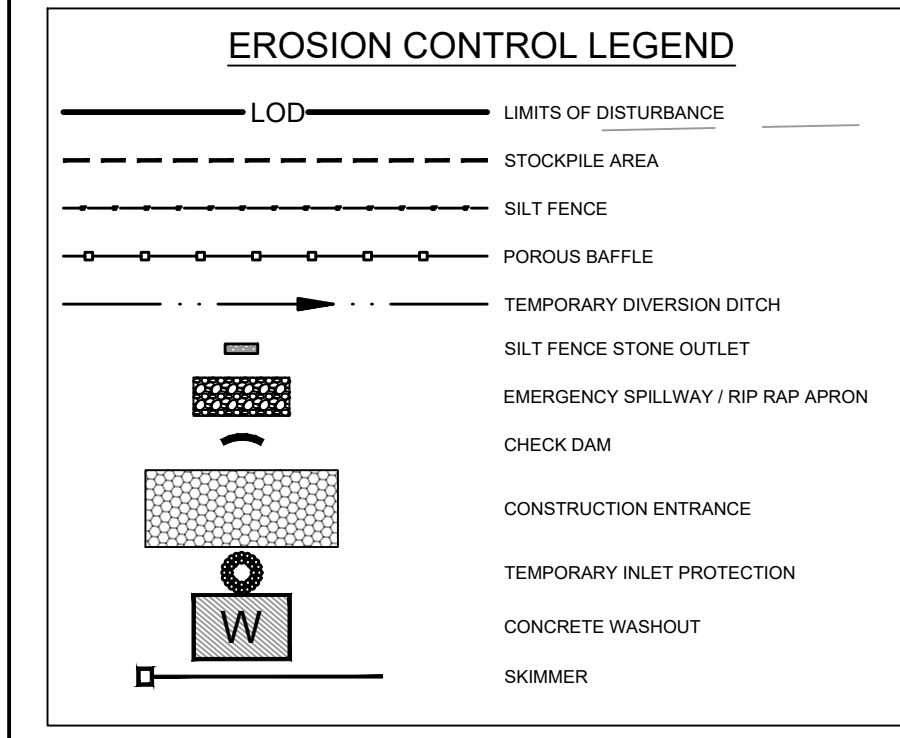 EROSION CONTROL LEGEND
LOD LIMITS OF DISTURBANCE
STOCKPILE AREA
SILT FENCE
POROUS BAFFLE
TEMPORARY DIVERSION DITCH
SILT FENCE STONE OUTLET
EMERGENCY SPILLWAY / RIP RAP APRON
CHECK DAM
CONSTRUCTION ENTRANCE
TEMPORARY INLET PROTECTION
W CONCRETE WASHOUT
SKIMMER